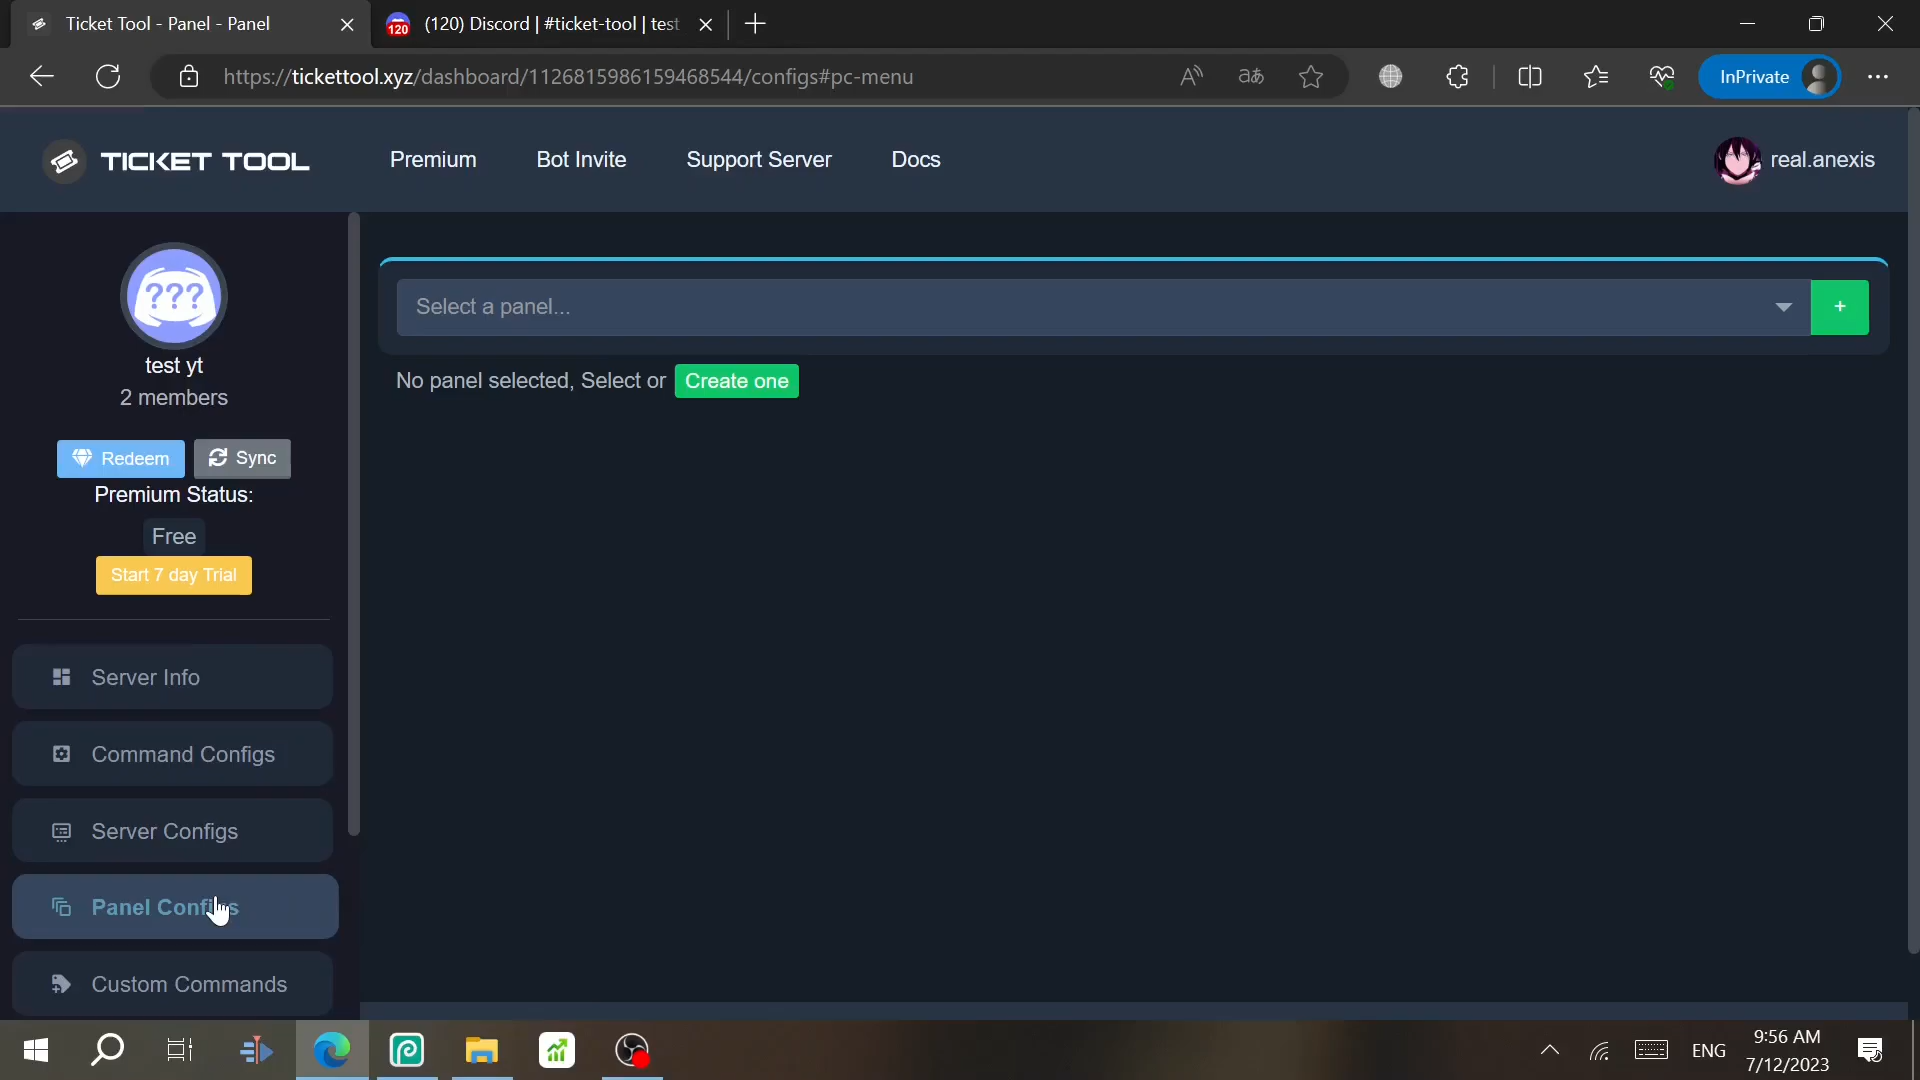 Ticket Tool - Panel - Panel
120
(120) Discord | #ticket-tool | test
https://tickettool.xyz/dashboard/1126815986159468544/configs#pc-menu
InPrivate
TICKET TOOL
Premium
Bot Invite
Support Server
Docs
real.anexis
???
test yt
2 members
Redeem
Sync
Premium Status:
Free
Start 7 day Trial
Server Info
Command Configs
Server Configs
Panel Configs
Custom Commands
Select a panel...
+
No panel selected, Select or Create one
ENG
9:56 AM
7/12/2023